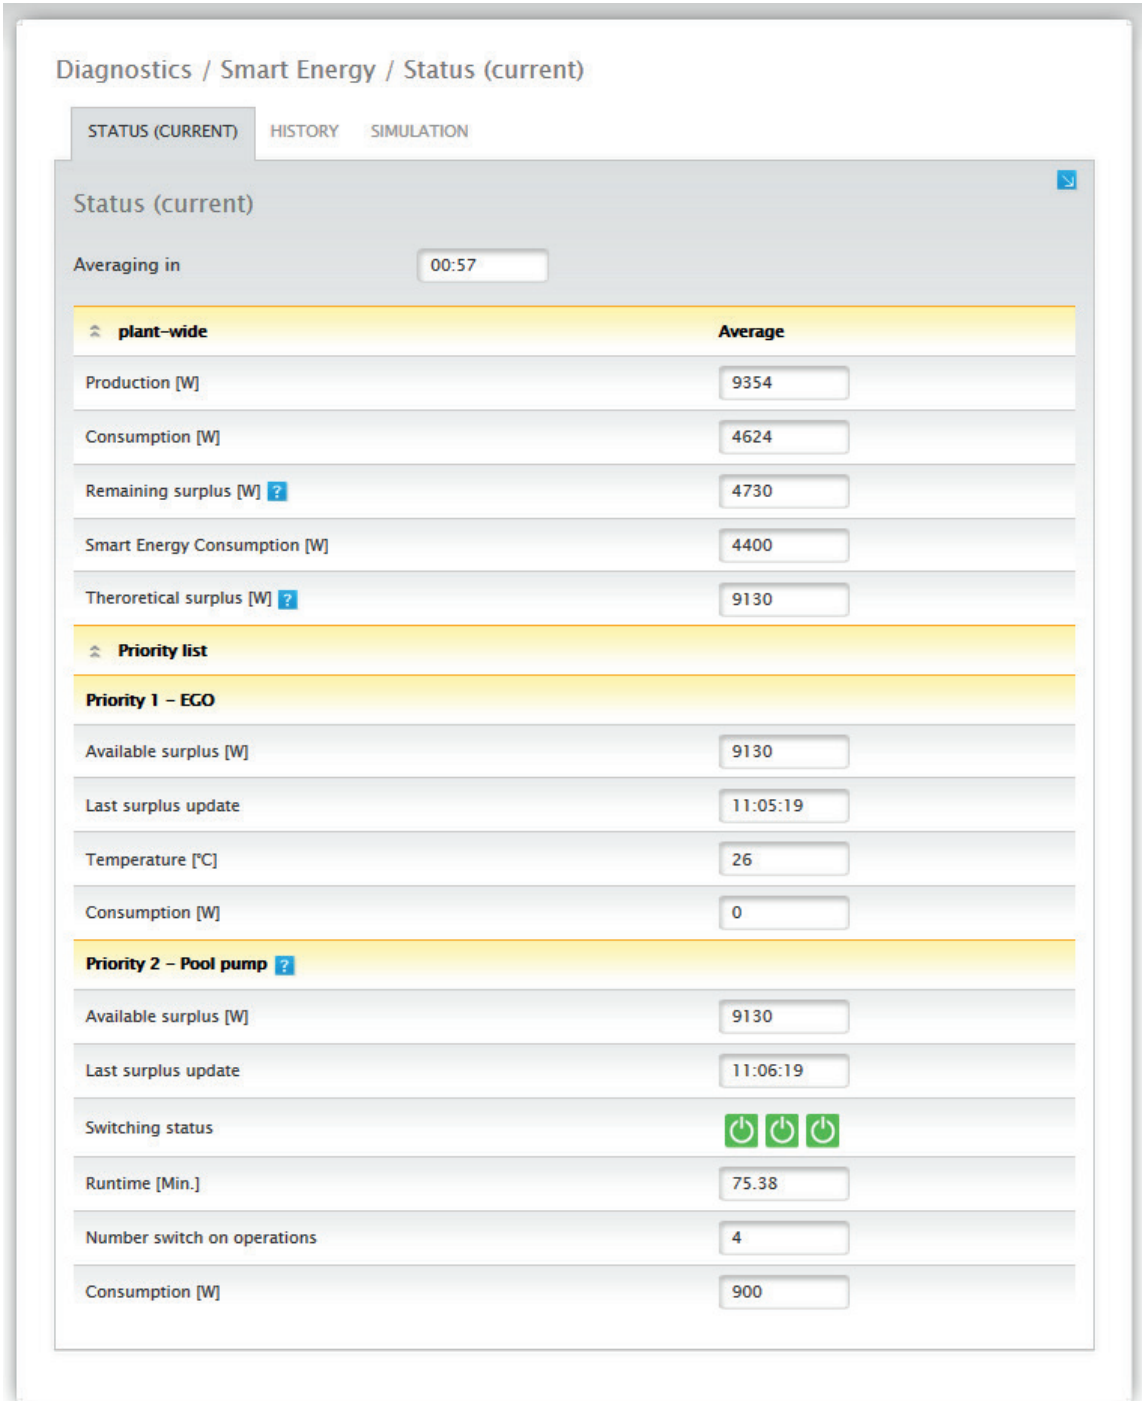 Diagnostics / Smart Energy / Status (current)
STATUS (CURRENT) HISTORY SIMULATION
Status (current)
Averaging in 00:57
plant-wide Average
Production [W] 9354
Consumption [W] 4624
Remaining surplus [W] ? 4730
Smart Energy Consumption [W] 4400
Theroretical surplus [W] ? 9130
Priority list
Priority 1 - EGO
Available surplus [W] 9130
Last surplus update 11:05:19
Temperature [°C] 26
Consumption [W] 0
Priority 2 - Pool pump ?
Available surplus [W] 9130
Last surplus update 11:06:19
Switching status
Runtime [Min.] 75.38
Number switch on operations 4
Consumption [W] 900